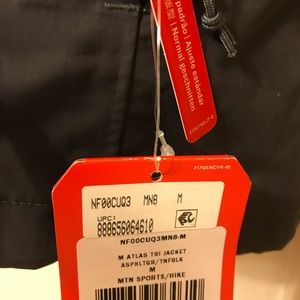 padrão | Ajuste estándar
| Normal geschnitten
NF00CUQ3 MN8 M
UPC:
888656064610
NF00CUQ3MN8-M
M ATLAS TRI JACKET
ASPHLTGR/TNFBLK
M
MTN SPORTS/HIKE